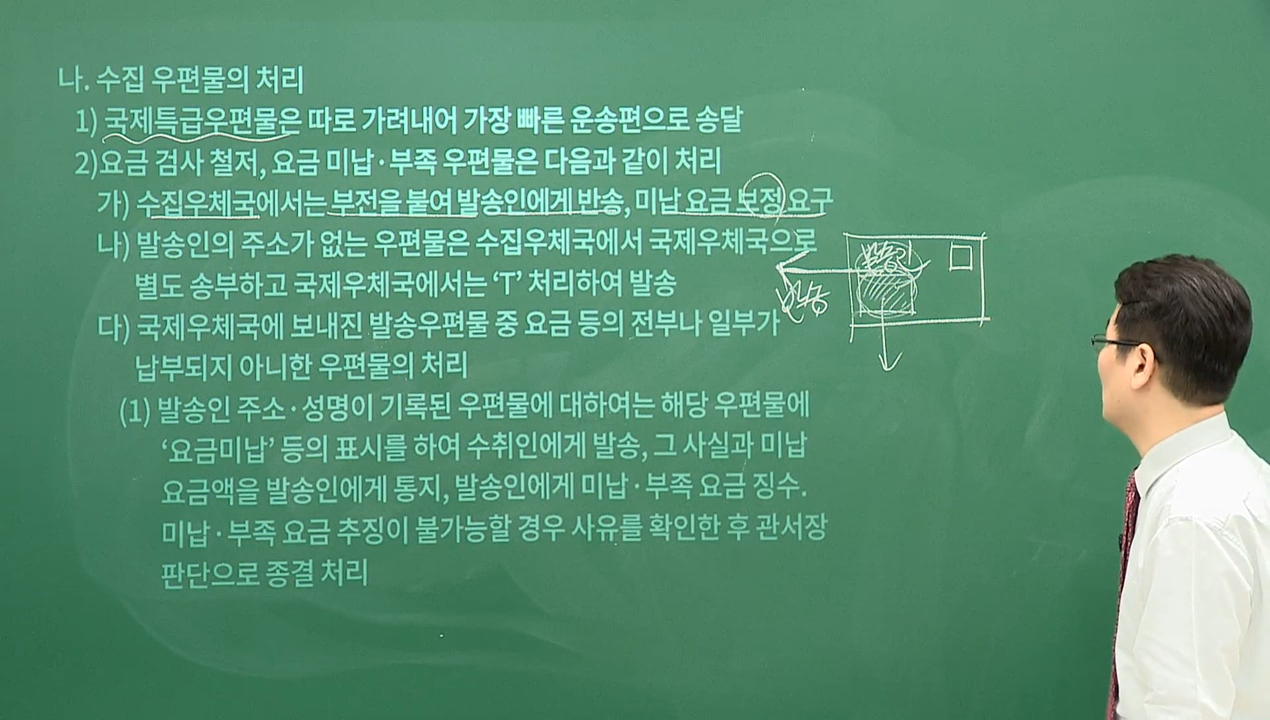 나. 수집 우편물의 처리
1) 국제특급우편물은 따로 가려내어 가장 빠른 운송편으로 송달
2)요금 검사 철저, 요금 미납·부족 우편물은 다음과 같이 처리
가) 수집우체국에서는 부전을 붙여 발송인에게 반송, 미납 요금 보정 요구
나) 발송인의 주소가 없는 우편물은 수집우체국에서 국제우체국으로
별도 송부하고 국제우체국에서는 ‘T’ 처리하여 발송
다) 국제우체국에 보내진 발송우편물 중 요금 등의 전부나 일부가
납부되지 아니한 우편물의 처리
(1) 발송인 주소·성명이 기록된 우편물에 대하여는 해당 우편물에
‘요금미납’ 등의 표시를 하여 수취인에게 발송, 그 사실과 미납
요금액을 발송인에게 통지, 발송인에게 미납·부족 요금 징수.
미납·부족 요금 추징이 불가능할 경우 사유를 확인한 후 관서장
판단으로 종결 처리